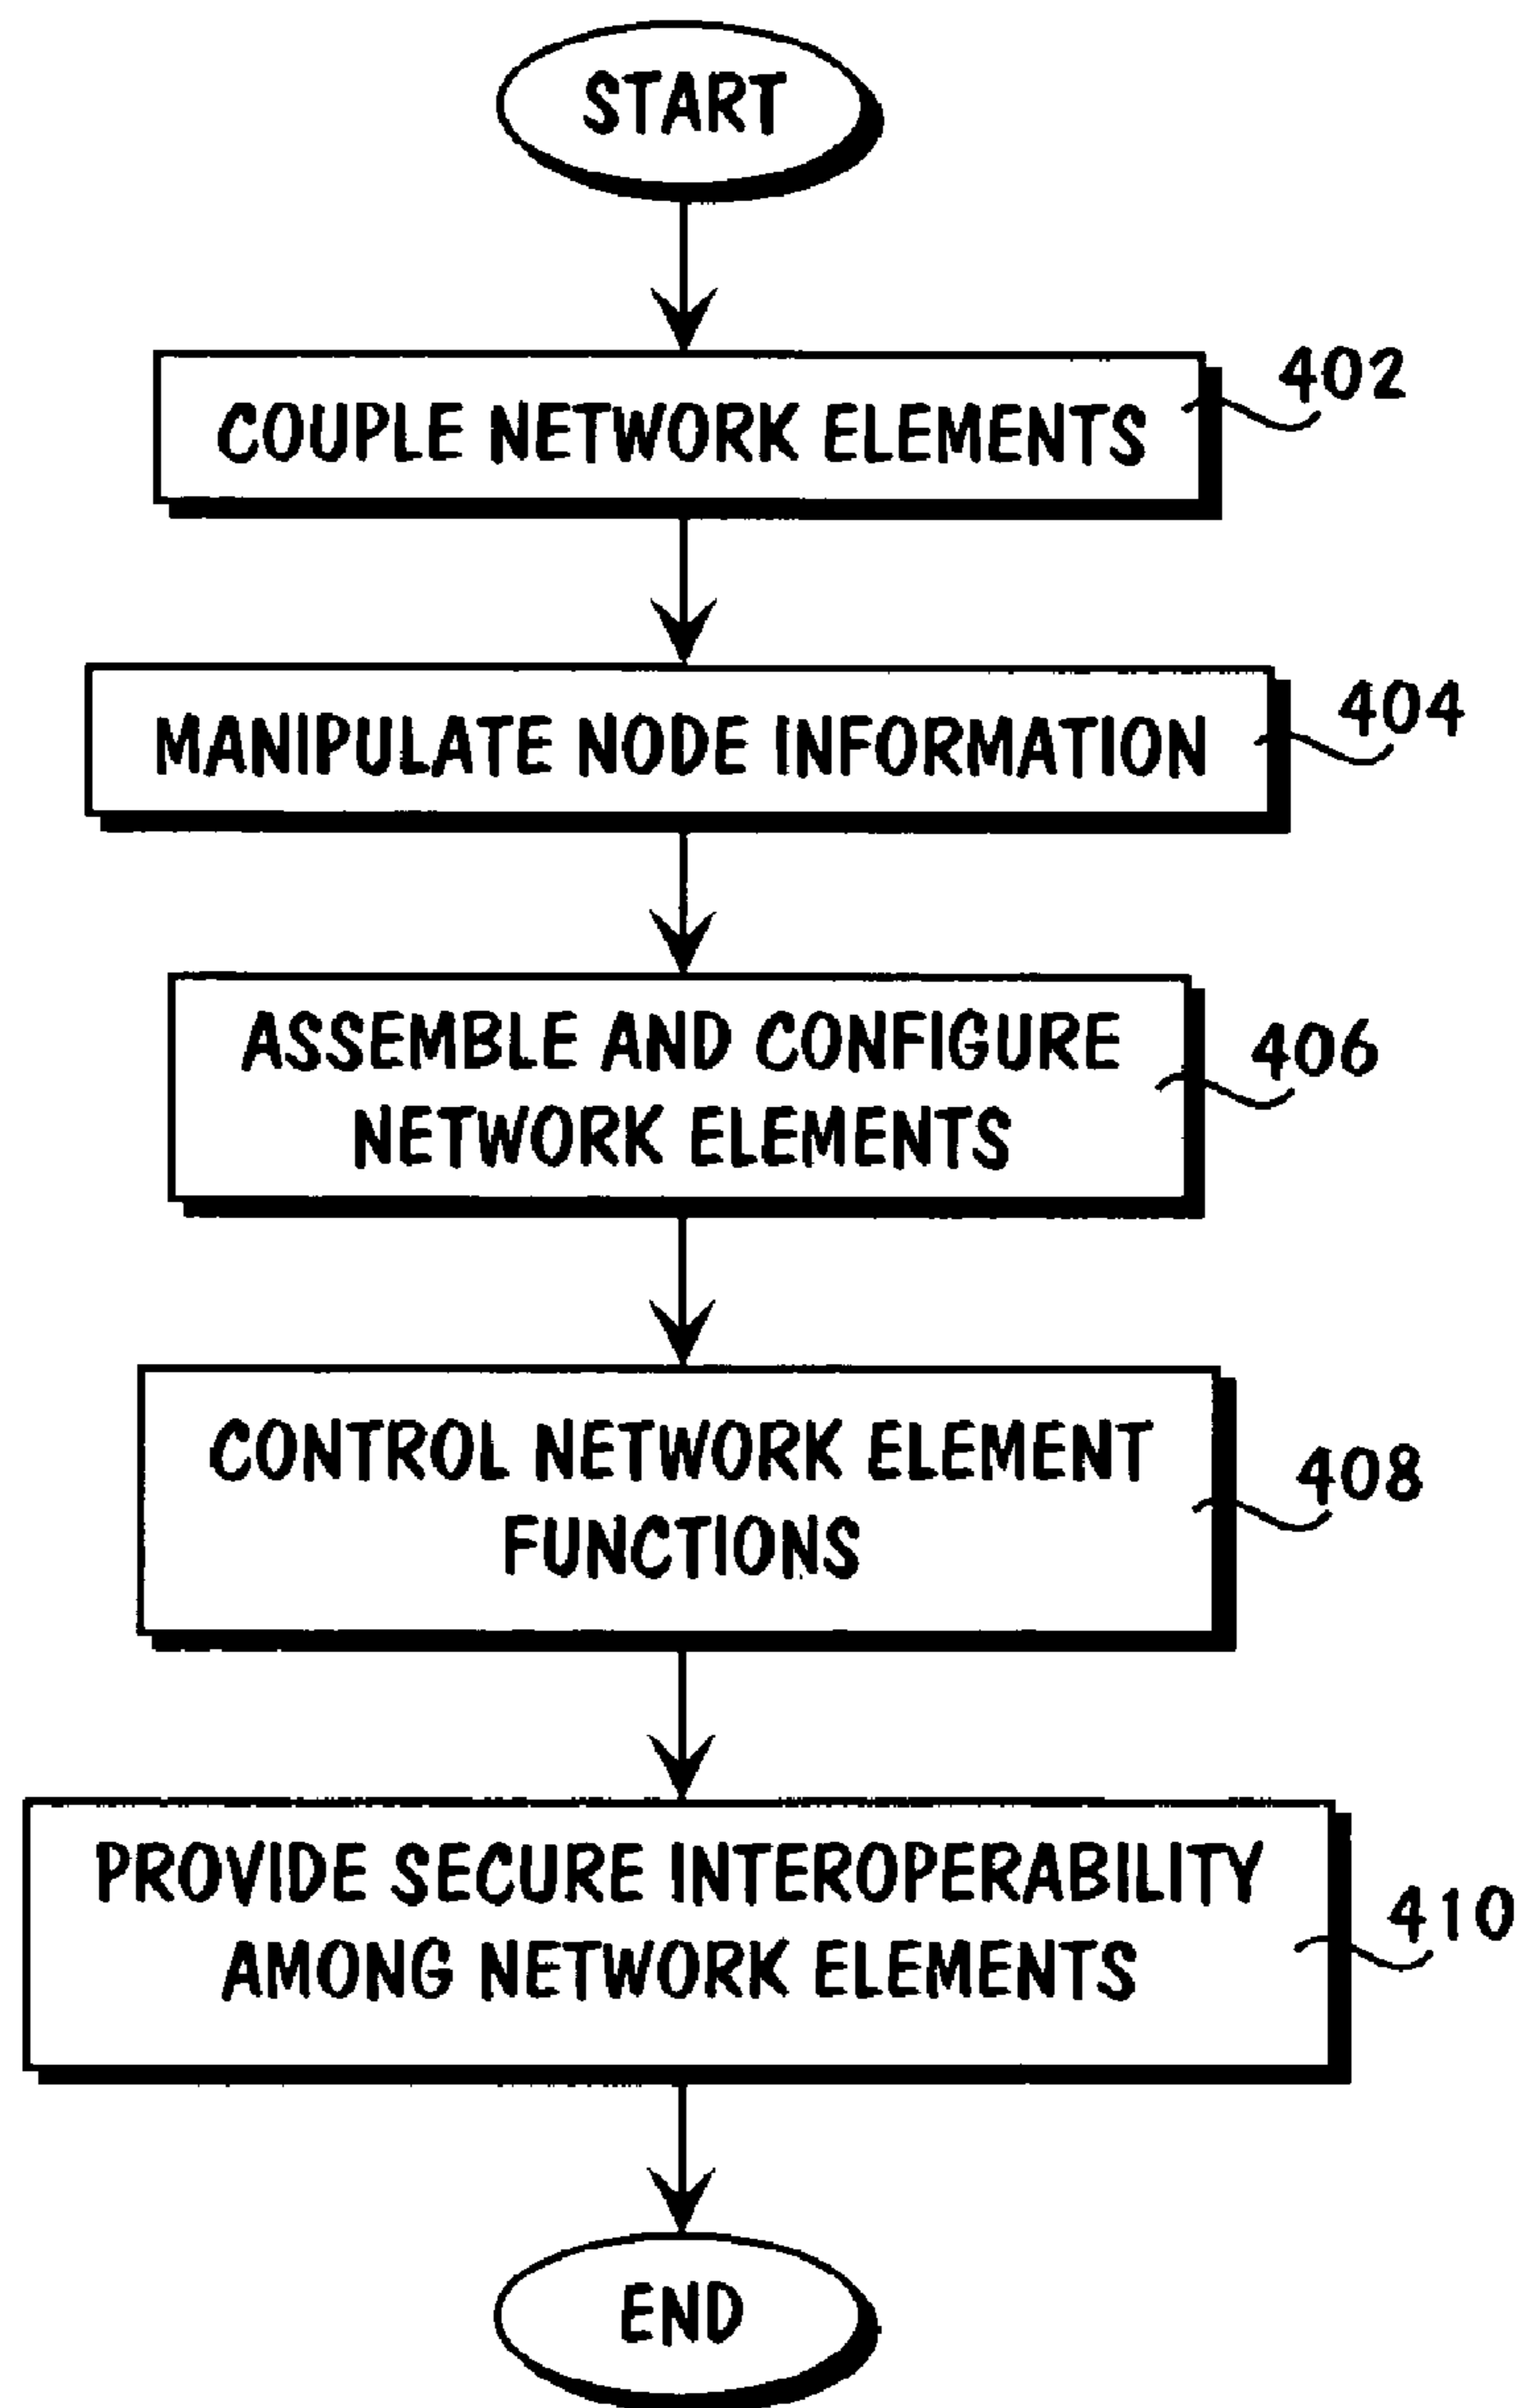 START
COUPLE NETWORK ELEMENTS
402
MANIPULATE NODE INFORMATION
404
ASSEMBLE AND CONFIGURE
NETWORK ELEMENTS
406
CONTROL NETWORK ELEMENT
FUNCTIONS
408
PROVIDE SECURE INTEROPERABILITY
AMONG NETWORK ELEMENTS
410
END